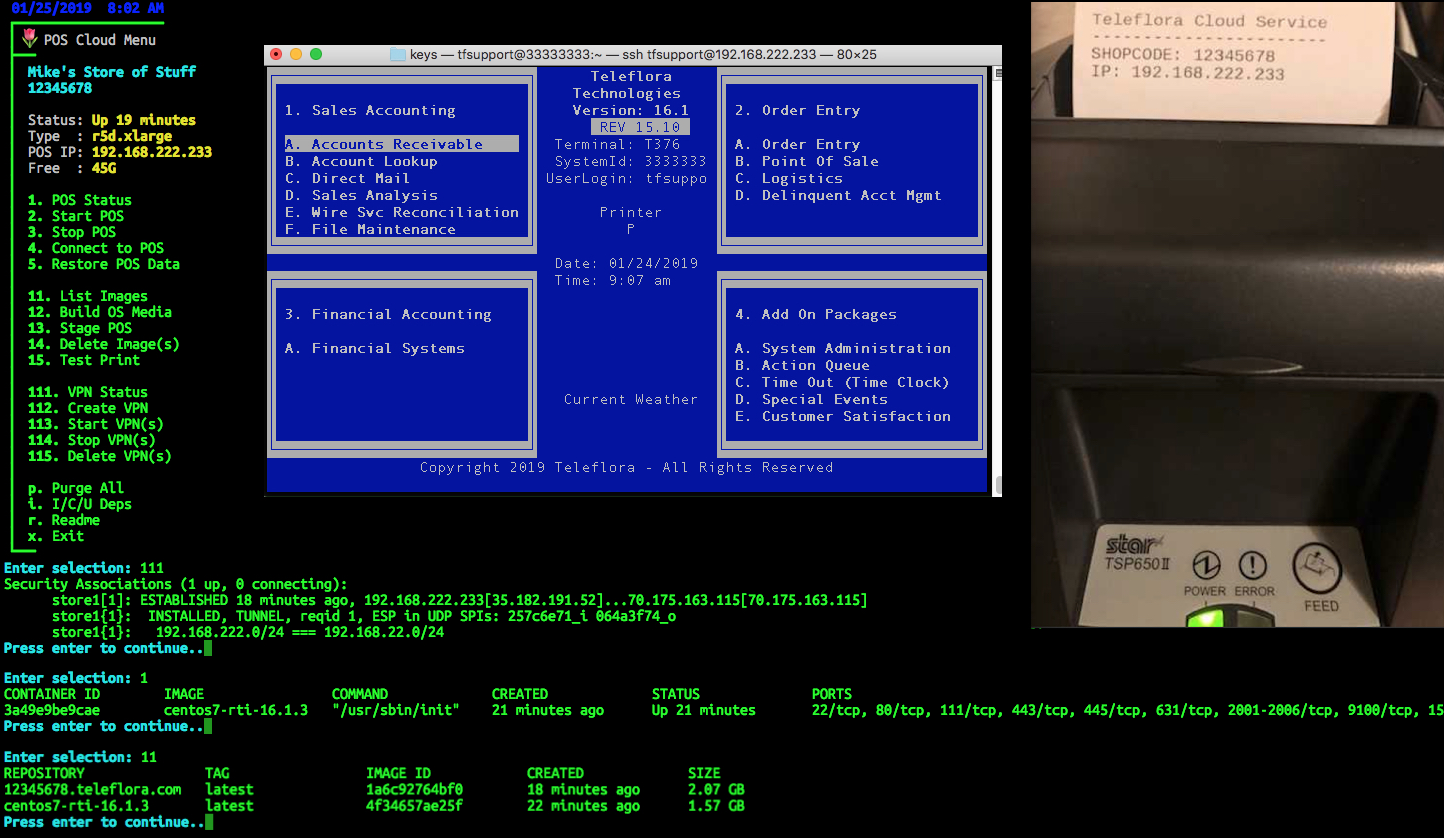 01/25/2019  8:02 AM
POS Cloud Menu
Mike's Store of Stuff
12345678
Status: Up 19 minutes
Type  : r5d.xlarge
POS IP: 192.168.222.233
Free  : 45G
1. POS Status
2. Start POS
3. Stop POS
4. Connect to POS
5. Restore POS Data
11. List Images
12. Build OS Media
13. Stage POS
14. Delete Image(s)
15. Test Print
111. VPN Status
112. Create VPN
113. Start VPN(s)
114. Stop VPN(s)
115. Delete VPN(s)
p. Purge All
i. I/C/U Deps
r. Readme
x. Exit
keys — tfsupport@33333333:~ — ssh tfsupport@192.168.222.233 — 80×25
1. Sales Accounting
A. Accounts Receivable
B. Account Lookup
C. Direct Mail
D. Sales Analysis
E. Wire Svc Reconciliation
F. File Maintenance
Teleflora
Technologies
Version: 16.1
REV 15.10
Terminal: T376
SystemId: 3333333
UserLogin: tfsuppo
Printer
P
Date: 01/24/2019
Time: 9:07 am
2. Order Entry
A. Order Entry
B. Point Of Sale
C. Logistics
D. Delinquent Acct Mgmt
3. Financial Accounting
A. Financial Systems
Current Weather
4. Add On Packages
A. System Administration
B. Action Queue
C. Time Out (Time Clock)
D. Special Events
E. Customer Satisfaction
Copyright 2019 Teleflora - All Rights Reserved
Teleflora Cloud Service
-----------------------
SHOPCODE: 12345678
IP: 192.168.222.233
star
TSP650II
POWER ERROR
FEED
Enter selection: 111
Security Associations (1 up, 0 connecting):
store1[1]: ESTABLISHED 18 minutes ago, 192.168.222.233[35.182.191.52]...70.175.163.115[70.175.163.115]
store1{1}:  INSTALLED, TUNNEL, reqid 1, ESP in UDP SPIs: 257c6e71_i 064a3f74_o
store1{1}:   192.168.222.0/24 === 192.168.22.0/24
Press enter to continue..
Enter selection: 1
CONTAINER ID IMAGE COMMAND CREATED STATUS PORTS
3a49e9be9cae centos7-rti-16.1.3 "/usr/sbin/init" 21 minutes ago Up 21 minutes 22/tcp, 80/tcp, 111/tcp, 443/tcp, 445/tcp, 631/tcp, 2001-2006/tcp, 9100/tcp, 15
Press enter to continue..
Enter selection: 11
REPOSITORY TAG IMAGE ID CREATED SIZE
12345678.teleflora.com latest 1a6c92764bf0 18 minutes ago 2.07 GB
centos7-rti-16.1.3 latest 4f34657ae25f 22 minutes ago 1.57 GB
Press enter to continue..